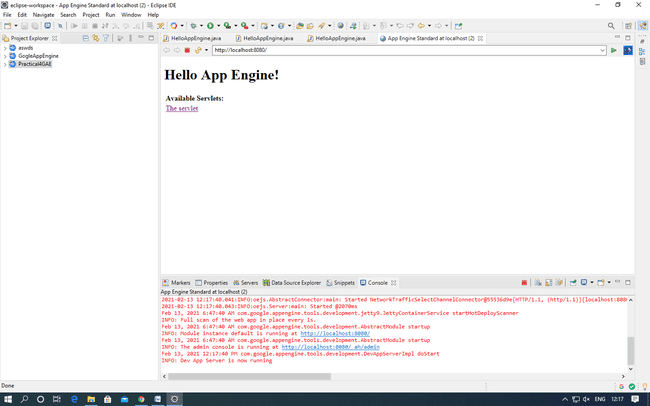 eclipse-workspace - App Engine Standard at localhost (2) - Eclipse IDE
File Edit Navigate Search Project Run Window Help
Project Explorer
HelloAppEngine.java
HelloAppEngine.java
HelloAppEngine.java
App Engine Standard at localhost (2)
aswds
GogleAppEngine
Practical4GAE
http://localhost:8080/
Hello App Engine!
Available Servlets:
The servlet
Markers Properties Servers Data Source Explorer Snippets Console
App Engine Standard at localhost (2)
2021-02-13 12:17:40.041:INFO:oejs.AbstractConnector:main: Started NetworkTrafficSelectChannelConnector@55536d9e{HTTP/1.1, (http/1.1)}{localhost:808
2021-02-13 12:17:40.043:INFO:oejs.Server:main: Started @2070ms
Feb 13, 2021 6:47:40 AM com.google.appengine.tools.development.jetty9.JettyContainerService startHotDeployScanner
INFO: Full scan of the web app in place every 1s.
Feb 13, 2021 6:47:40 AM com.google.appengine.tools.development.AbstractModule startup
INFO: Module instance default is running at http://localhost:8080/
Feb 13, 2021 6:47:40 AM com.google.appengine.tools.development.AbstractModule startup
INFO: The admin console is running at http://localhost:8080/_ah/admin
Feb 13, 2021 12:17:40 PM com.google.appengine.tools.development.DevAppServerImpl doStart
INFO: Dev App Server is now running
Done
ENG 12:17